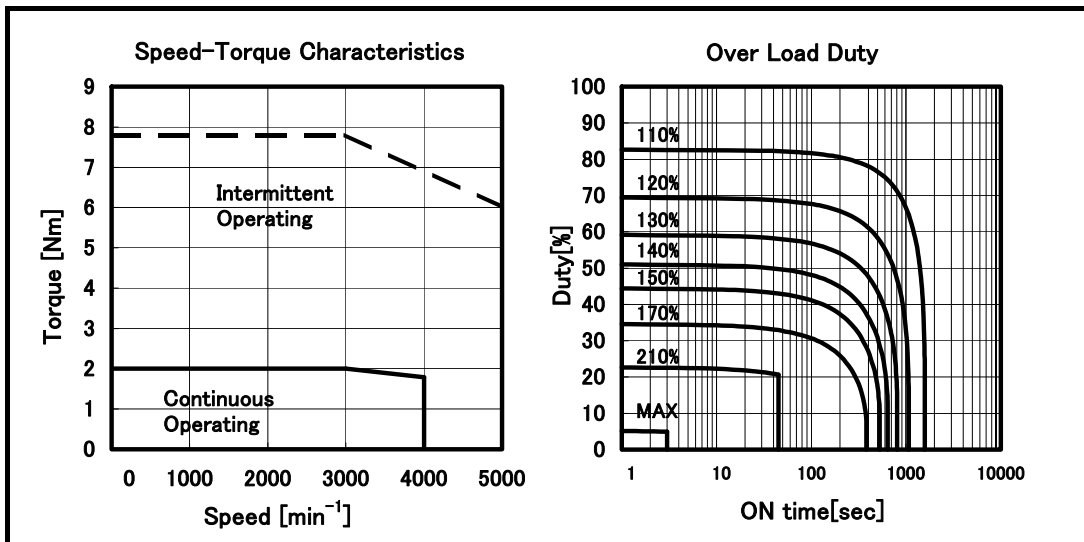 Speed-Torque Characteristics
9
8
7
6
5
4
3
2
1
0
Torque [Nm]
Intermittent
Operating
Continuous
Operating
0 1000 2000 3000 4000 5000
Speed [min⁻¹]
Over Load Duty
100
90
80
70
60
50
40
30
20
10
0
Duty[%]
110%
120%
130%
140%
150%
170%
210%
MAX
1 10 100 1000 10000
ON time[sec]